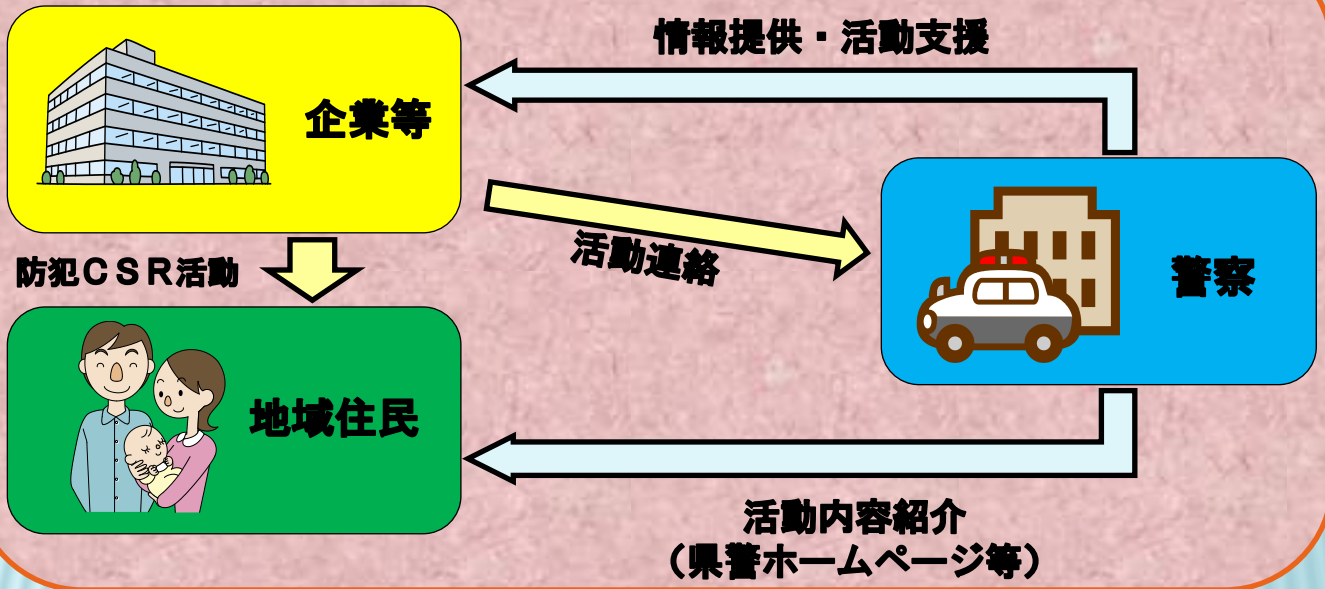 情報提供・活動支援
企業等
活動連絡
警察
防犯ＣＳＲ活動
地域住民
活動内容紹介
（県警ホームページ等）